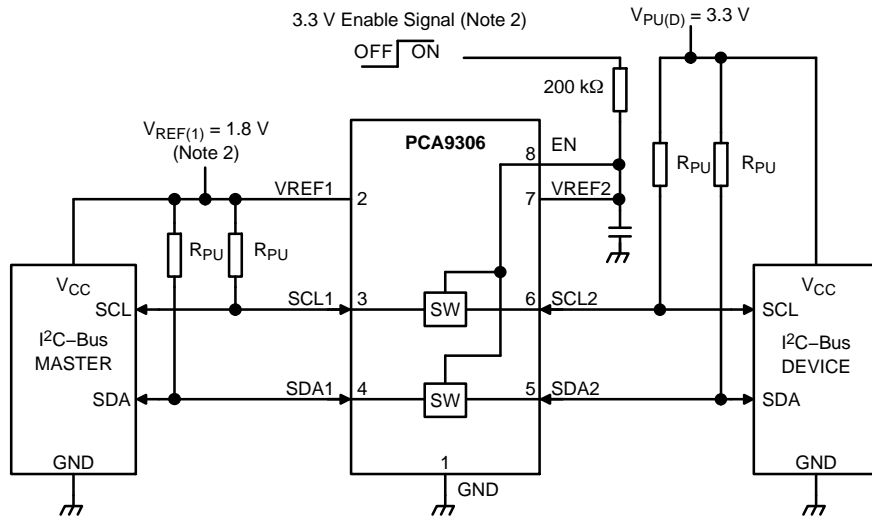 3.3 V Enable Signal (Note 2)
OFF ON
V_PU(D) = 3.3 V
200 kΩ
V_REF(1) = 1.8 V
(Note 2)
PCA9306
8
EN
R_PU
R_PU
VREF1
2
7
VREF2
R_PU
R_PU
V_CC
V_CC
SCL
SCL1
3
SW
6
SCL2
SCL
I²C–Bus
MASTER
I²C–Bus
DEVICE
SDA
SDA1
4
SW
5
SDA2
SDA
GND
1
GND
GND